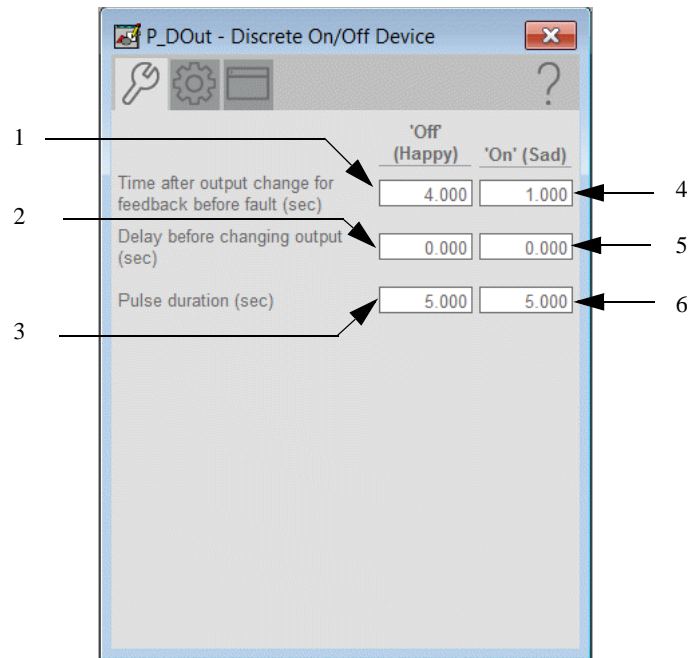 P_DOut - Discrete On/Off Device
?
'Off'
(Happy) 'On' (Sad)
1
Time after output change for
feedback before fault (sec)
4.000 1.000
4
2
Delay before changing output
(sec)
0.000 0.000
5
Pulse duration (sec)
5.000 5.000
6
3